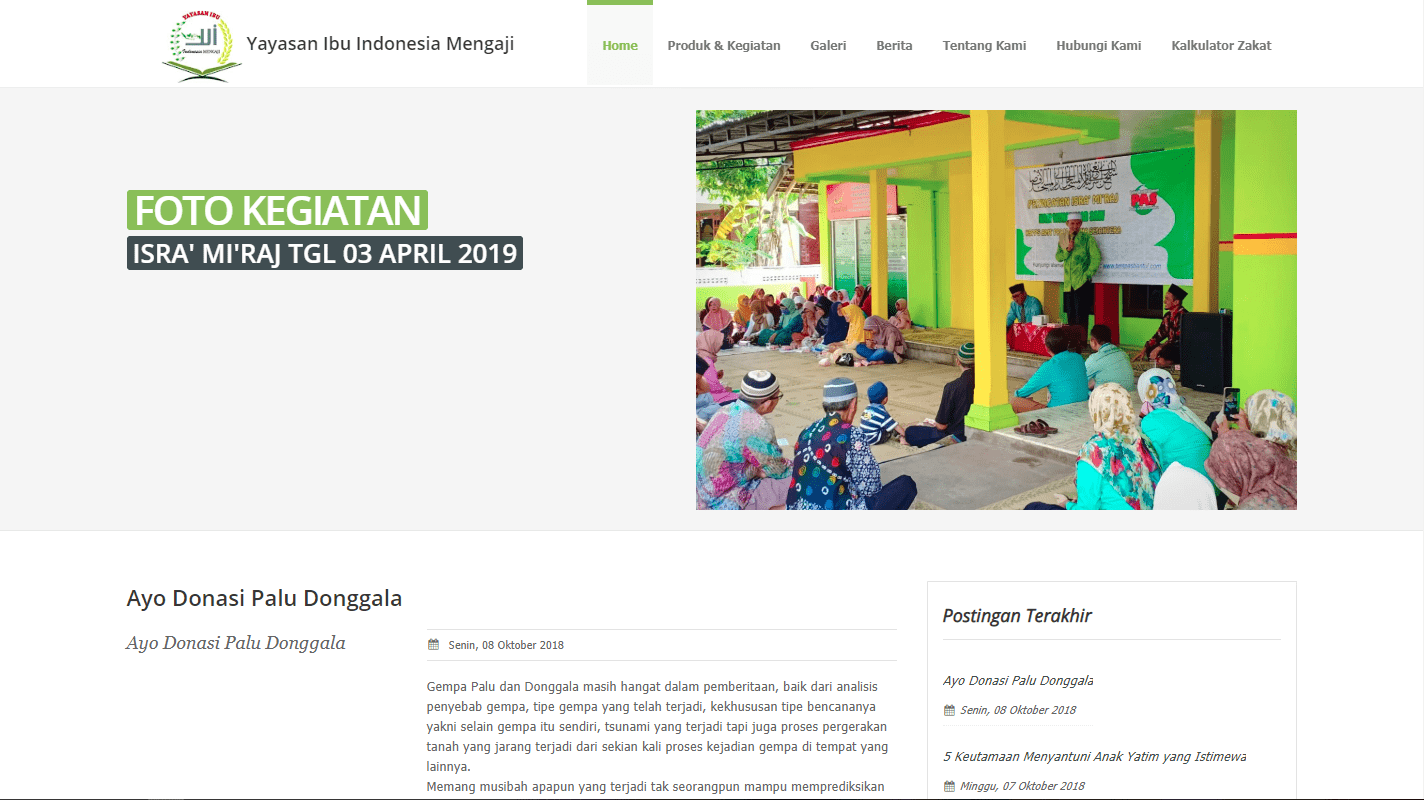 YAYASAN IBU
Indonesia MENGAJI
Yayasan Ibu Indonesia Mengaji
Home
Produk & Kegiatan
Galeri
Berita
Tentang Kami
Hubungi Kami
Kalkulator Zakat
FOTO KEGIATAN
ISRA' MI'RAJ TGL 03 APRIL 2019
PAS
Ayo Donasi Palu Donggala
Ayo Donasi Palu Donggala
Senin, 08 Oktober 2018
Gempa Palu dan Donggala masih hangat dalam pemberitaan, baik dari analisis
penyebab gempa, tipe gempa yang telah terjadi, kekhususan tipe bencananya
yakni selain gempa itu sendiri, tsunami yang terjadi tapi juga proses pergerakan
tanah yang jarang terjadi dari sekian kali proses kejadian gempa di tempat yang
lainnya.
Memang musibah apapun yang terjadi tak seorangpun mampu memprediksikan
Postingan Terakhir
Ayo Donasi Palu Donggala
Senin, 08 Oktober 2018
5 Keutamaan Menyantuni Anak Yatim yang Istimewa
Minggu, 07 Oktober 2018